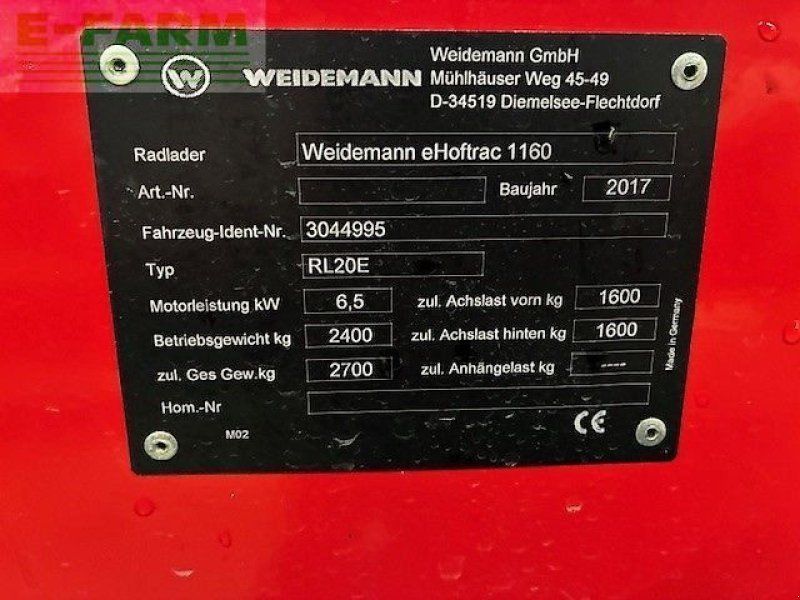 E-FARM
W WEIDEMANN
Weidemann GmbH
Mühlhäuser Weg 45-49
D-34519 Diemelsee-Flechtdorf
Radlader Weidemann eHoftrac 1160
Art.-Nr. Baujahr 2017
Fahrzeug-Ident-Nr. 3044995
Typ RL20E
Motorleistung kW 6,5 zul. Achslast vorn kg 1600
Betriebsgewicht kg 2400 zul. Achslast hinten kg 1600
zul. Ges Gew.kg 2700 zul. Anhängelast kg ----
Hom.-Nr
M02 CE
Made in Germany